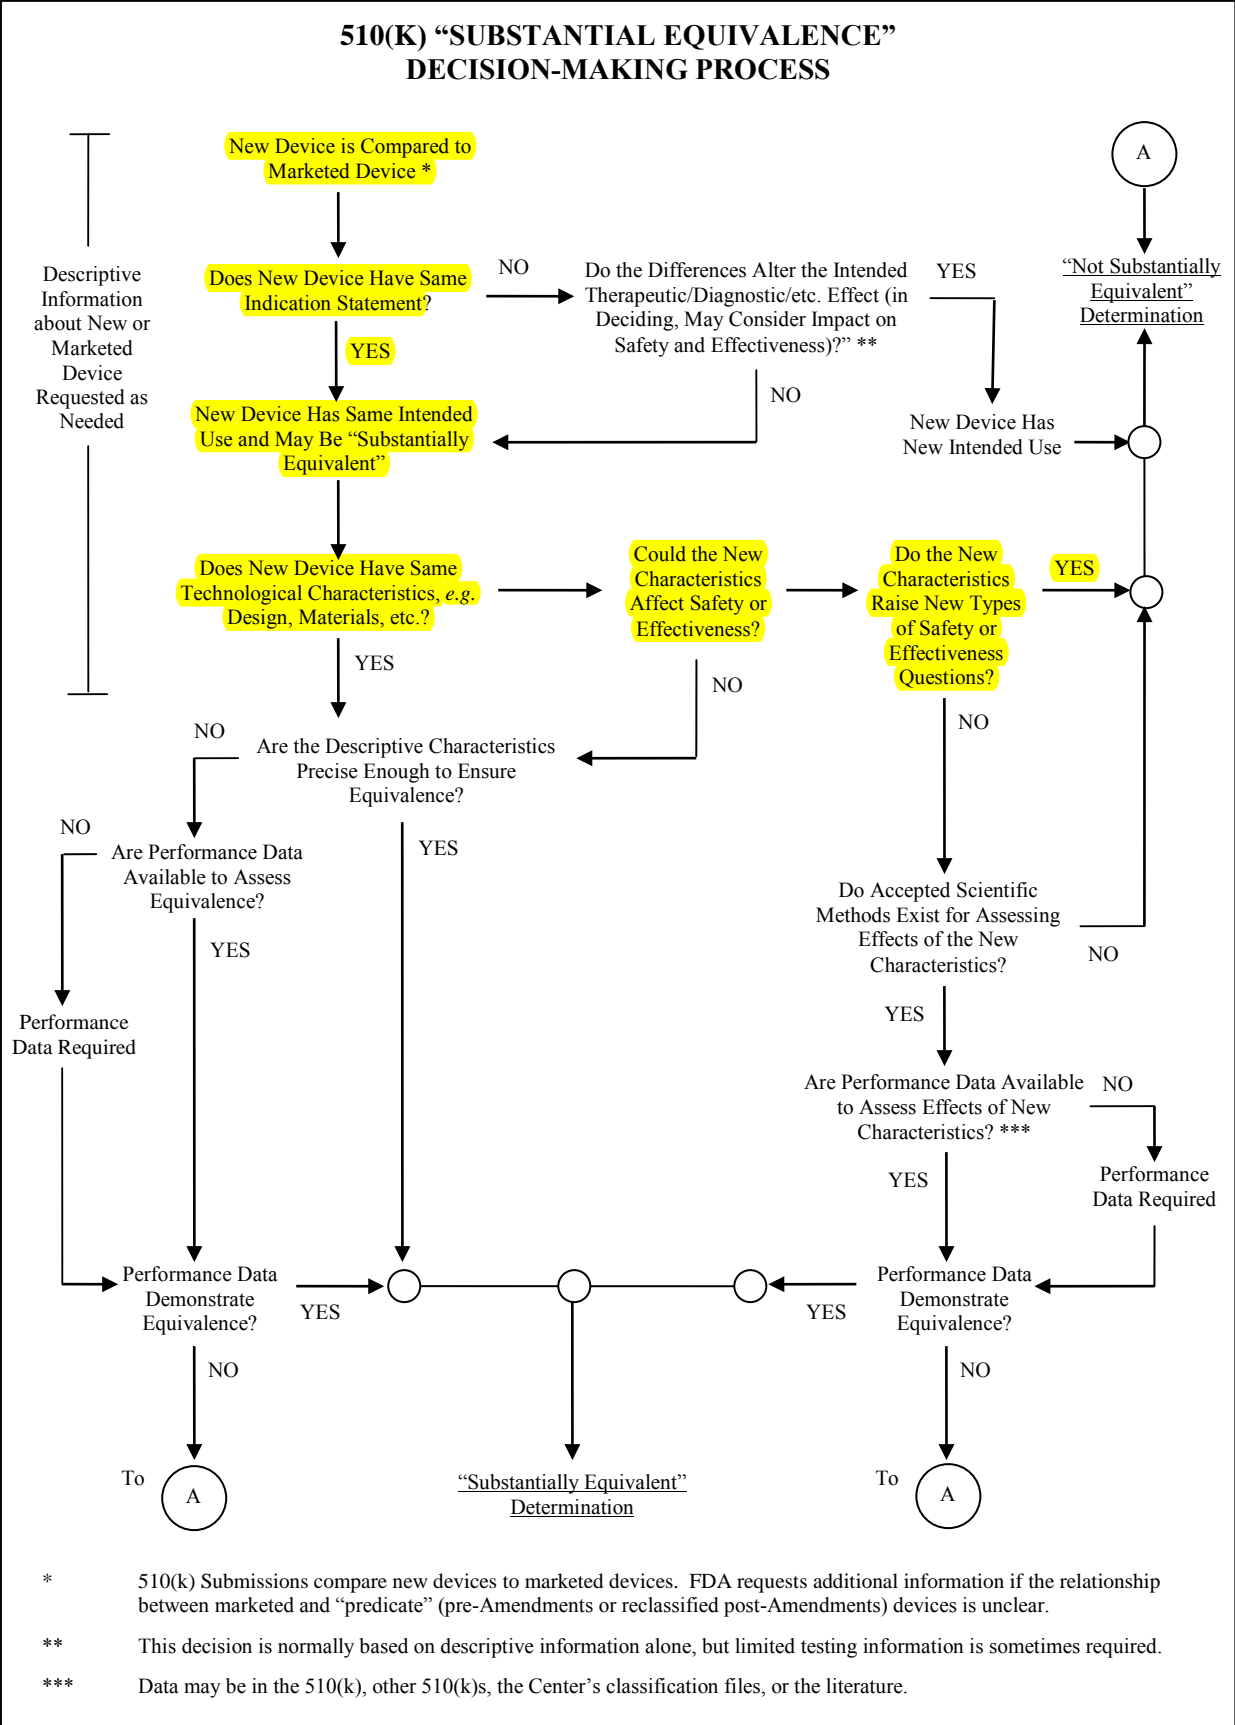 510(K) “SUBSTANTIAL EQUIVALENCE”
DECISION-MAKING PROCESS
New Device is Compared to
Marketed Device *
A
Descriptive
Information
about New or
Marketed
Device
Requested as
Needed
Does New Device Have Same
Indication Statement?
NO
Do the Differences Alter the Intended
Therapeutic/Diagnostic/etc. Effect (in
Deciding, May Consider Impact on
Safety and Effectiveness)?” **
YES
“Not Substantially
Equivalent”
Determination
YES
NO
New Device Has Same Intended
Use and May Be “Substantially
Equivalent”
New Device Has
New Intended Use
Does New Device Have Same
Technological Characteristics, e.g.
Design, Materials, etc.?
Could the New
Characteristics
Affect Safety or
Effectiveness?
Do the New
Characteristics
Raise New Types
of Safety or
Effectiveness
Questions?
YES
YES
NO
NO
NO
Are the Descriptive Characteristics
Precise Enough to Ensure
Equivalence?
NO
Are Performance Data
Available to Assess
Equivalence?
YES
YES
Do Accepted Scientific
Methods Exist for Assessing
Effects of the New
Characteristics?
NO
YES
Performance
Data Required
Are Performance Data Available
to Assess Effects of New
Characteristics? ***
NO
YES
Performance
Data Required
Performance Data
Demonstrate
Equivalence?
YES
YES
Performance Data
Demonstrate
Equivalence?
NO
NO
To
A
“Substantially Equivalent”
Determination
To
A
* 510(k) Submissions compare new devices to marketed devices.  FDA requests additional information if the relationship
between marketed and “predicate” (pre-Amendments or reclassified post-Amendments) devices is unclear.
** This decision is normally based on descriptive information alone, but limited testing information is sometimes required.
*** Data may be in the 510(k), other 510(k)s, the Center’s classification files, or the literature.